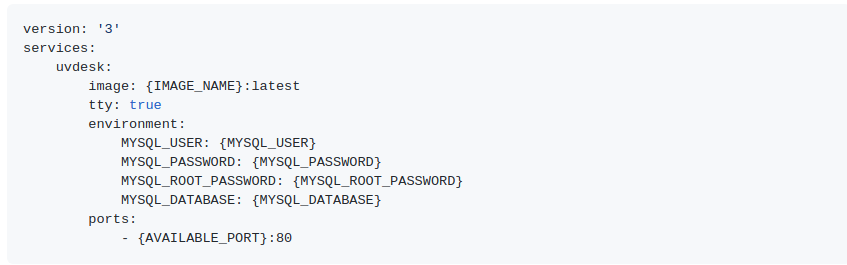 version: '3'
services:
    uvdesk:
        image: {IMAGE_NAME}:latest
        tty: true
        environment:
            MYSQL_USER: {MYSQL_USER}
            MYSQL_PASSWORD: {MYSQL_PASSWORD}
            MYSQL_ROOT_PASSWORD: {MYSQL_ROOT_PASSWORD}
            MYSQL_DATABASE: {MYSQL_DATABASE}
        ports:
            - {AVAILABLE_PORT}:80